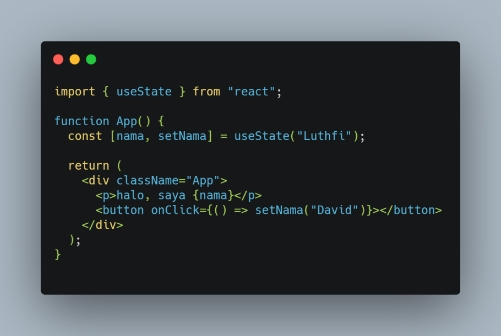 import { useState } from "react";
function App() {
const [nama, setNama] = useState("Luthfi");
return (
<div className="App">
<p>halo, saya {nama}</p>
<button onClick={() => setNama("David")}></button>
</div>
);
}